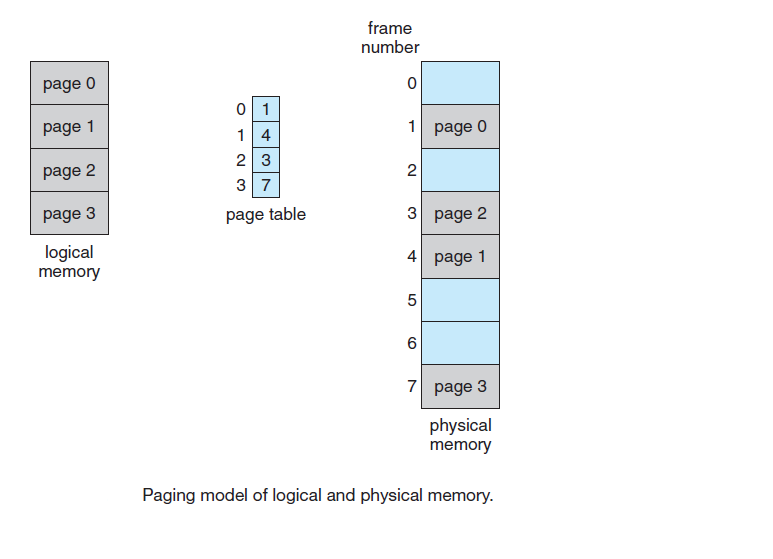 frame
number
page 0
page 1
page 2
page 3
logical
memory
0 1
1 4
2 3
3 7
page table
0
1 page 0
2
3 page 2
4 page 1
5
6
7 page 3
physical
memory
Paging model of logical and physical memory.